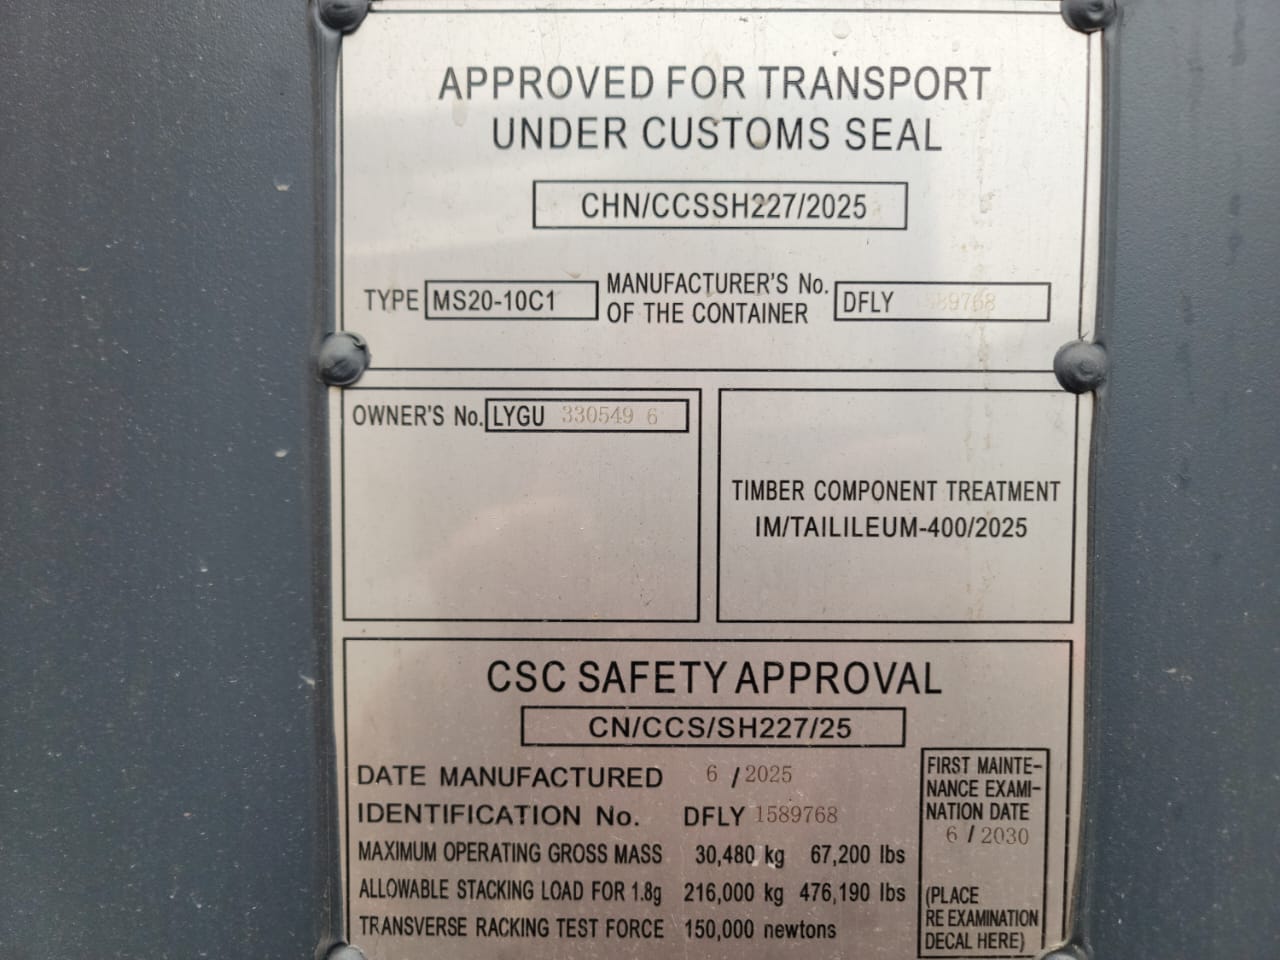 APPROVED FOR TRANSPORT
UNDER CUSTOMS SEAL
CHN/CCSSH227/2025
TYPE MS20-10C1 MANUFACTURER'S No. OF THE CONTAINER DFLY 1589768
OWNER'S No. LYGU 330549 6
TIMBER COMPONENT TREATMENT
IM/TAILILEUM-400/2025
CSC SAFETY APPROVAL
CN/CCS/SH227/25
DATE MANUFACTURED 6 / 2025
IDENTIFICATION No. DFLY 1589768
MAXIMUM OPERATING GROSS MASS 30,480 kg 67,200 lbs
ALLOWABLE STACKING LOAD FOR 1.8g 216,000 kg 476,190 lbs
TRANSVERSE RACKING TEST FORCE 150,000 newtons
FIRST MAINTE-
NANCE EXAMI-
NATION DATE
6 / 2030
(PLACE
RE EXAMINATION
DECAL HERE)